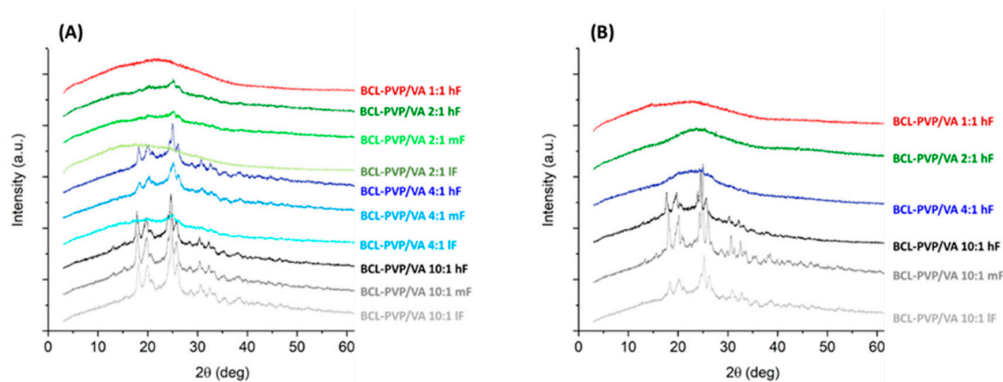 (A)
Intensity (a.u.)
BCL-PVP/VA 1:1 hF
BCL-PVP/VA 2:1 hF
BCL-PVP/VA 2:1 mF
BCL-PVP/VA 2:1 lF
BCL-PVP/VA 4:1 hF
BCL-PVP/VA 4:1 mF
BCL-PVP/VA 4:1 lF
BCL-PVP/VA 10:1 hF
BCL-PVP/VA 10:1 mF
BCL-PVP/VA 10:1 lF
0 10 20 30 40 50 60
2θ (deg)
(B)
Intensity (a.u.)
BCL-PVP/VA 1:1 hF
BCL-PVP/VA 2:1 hF
BCL-PVP/VA 4:1 hF
BCL-PVP/VA 10:1 hF
BCL-PVP/VA 10:1 mF
BCL-PVP/VA 10:1 lF
0 10 20 30 40 50 60
2θ (deg)